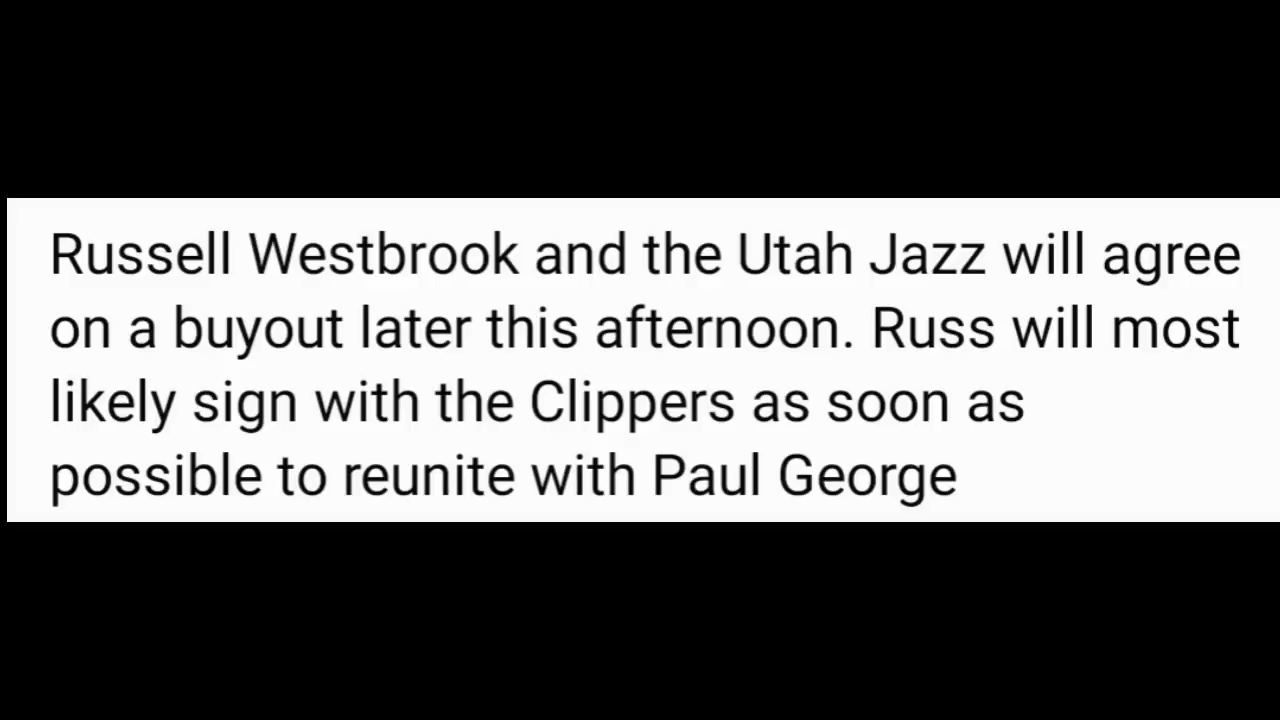 Russell Westbrook and the Utah Jazz will agree
on a buyout later this afternoon. Russ will most
likely sign with the Clippers as soon as
possible to reunite with Paul George